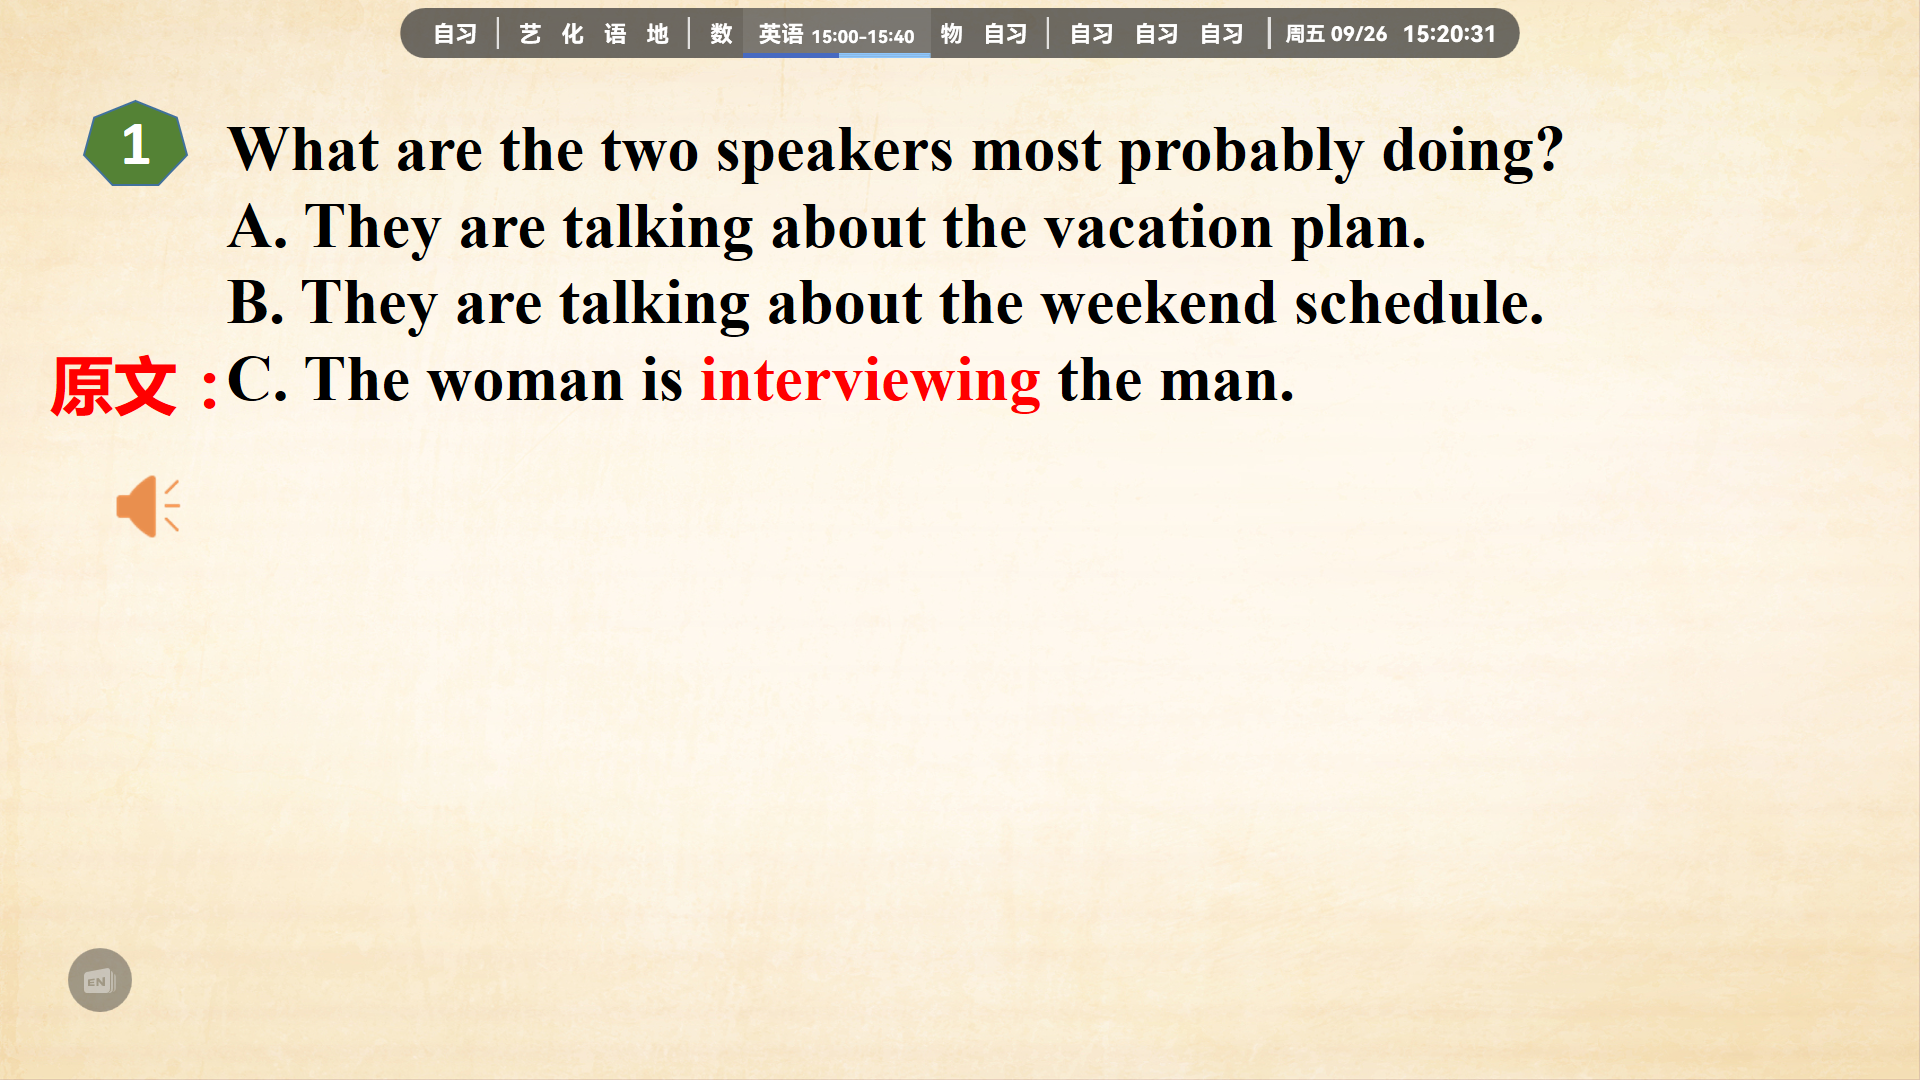 自习 | 艺 化 语 地 | 数 英语 15:00-15:40 物 自习 | 自习 自习 自习 | 周五 09/26 15:20:31
1 What are the two speakers most probably doing?
A. They are talking about the vacation plan.
B. They are talking about the weekend schedule.
原文：C. The woman is interviewing the man.
EN